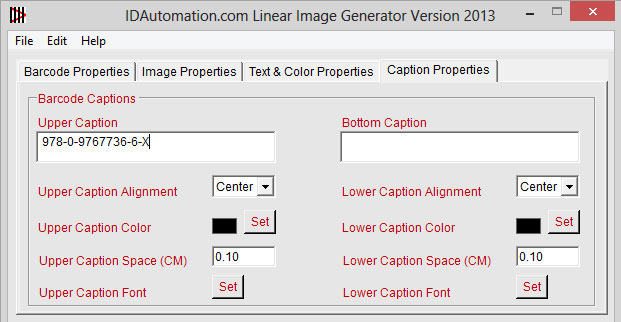 IDAutomation.com Linear Image Generator Version 2013
File Edit Help
Barcode Properties Image Properties Text & Color Properties Caption Properties
Barcode Captions
Upper Caption Bottom Caption
978-0-9767736-6-X
Upper Caption Alignment Center Lower Caption Alignment Center
Upper Caption Color Set Lower Caption Color Set
Upper Caption Space (CM) 0.10 Lower Caption Space (CM) 0.10
Upper Caption Font Set Lower Caption Font Set